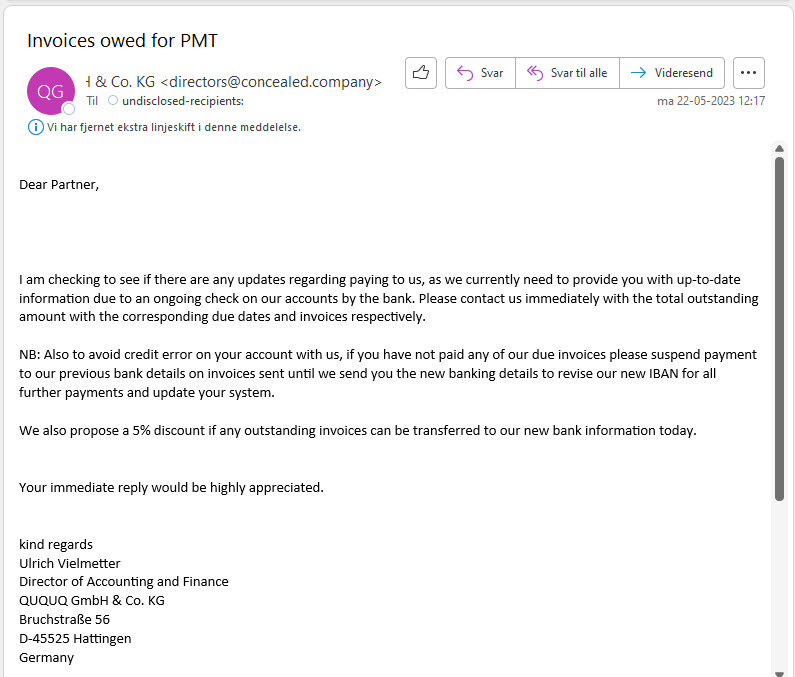 Invoices owed for PMT
QG
& Co. KG <directors@concealed.company>
Svar
Svar til alle
Videresend
Til undisclosed-recipients:
ma 22-05-2023 12:17
Vi har fjernet ekstra linjeskift i denne meddelelse.
Dear Partner,
I am checking to see if there are any updates regarding paying to us, as we currently need to provide you with up-to-date
information due to an ongoing check on our accounts by the bank. Please contact us immediately with the total outstanding
amount with the corresponding due dates and invoices respectively.
NB: Also to avoid credit error on your account with us, if you have not paid any of our due invoices please suspend payment
to our previous bank details on invoices sent until we send you the new banking details to revise our new IBAN for all
further payments and update your system.
We also propose a 5% discount if any outstanding invoices can be transferred to our new bank information today.
Your immediate reply would be highly appreciated.
kind regards
Ulrich Vielmetter
Director of Accounting and Finance
QUQUQ GmbH & Co. KG
Bruchstraße 56
D-45525 Hattingen
Germany